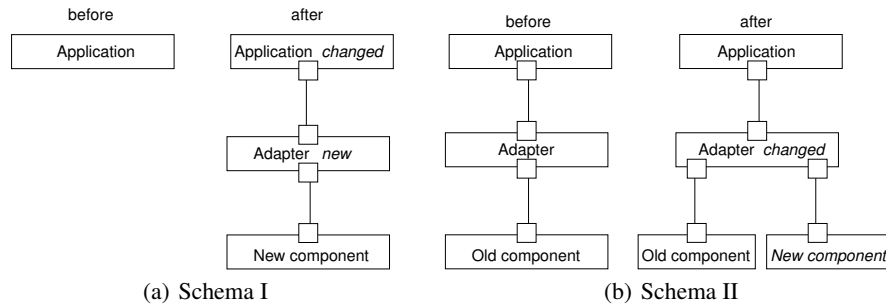 before
after
Application
Application changed
Adapter new
New component
(a) Schema I
before
after
Application
Application
Adapter
Adapter changed
Old component
Old component
New component
(b) Schema II